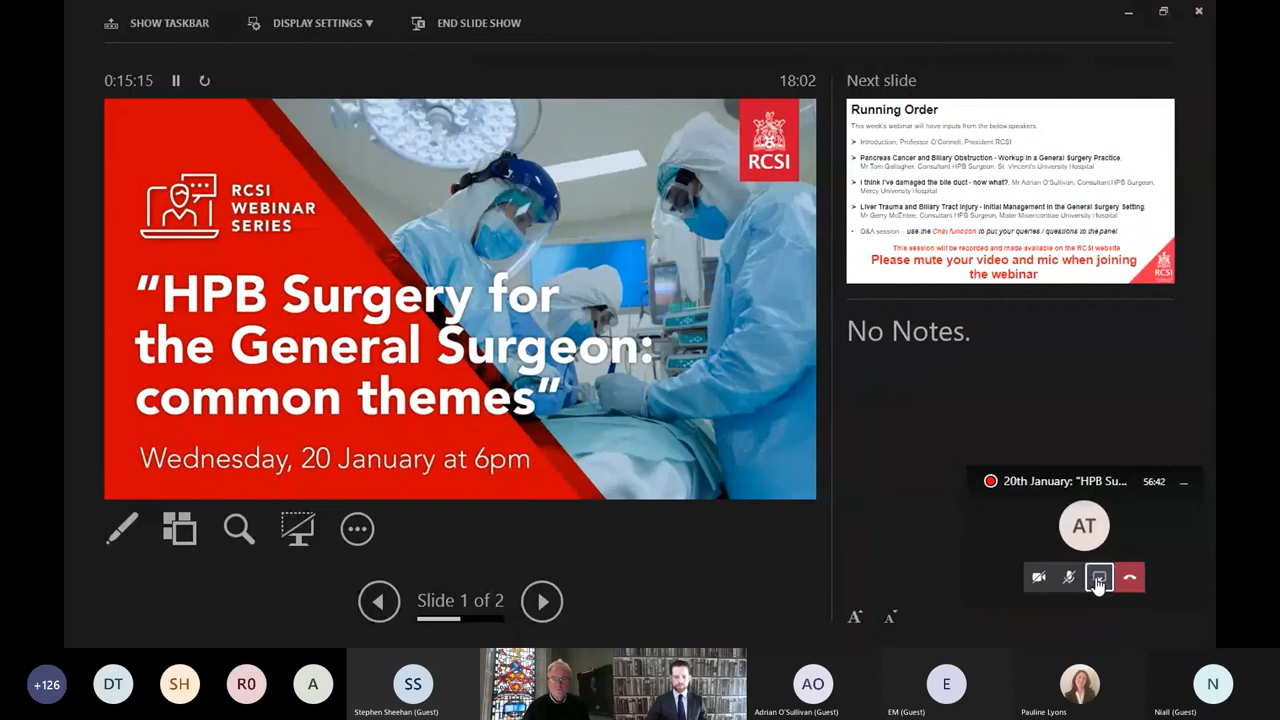 SHOW TASKBAR
DISPLAY SETTINGS
END SLIDE SHOW
0:15:15
18:02
RCSI
RCSI
WEBINAR
SERIES
“HPB Surgery for
the General Surgeon:
common themes”
Wednesday, 20 January at 6pm
Slide 1 of 2
Next slide
Running Order
This week's webinar will have inputs from the below speakers.
Introduction, Professor O'Connell, President RCSI
Pancreas Cancer and Biliary Obstruction - Workup in a General Surgery Practice,
Mr Tom Gallagher, Consultant HPB Surgeon, St. Vincent's University Hospital
I think I've damaged the bile duct - now what?, Mr Adrian O'Sullivan, Consultant HPB Surgeon,
Mercy University Hospital
Liver Trauma and Biliary Tract Injury - Initial Management in the General Surgery Setting,
Mr Gerry McEntee, Consultant HPB Surgeon, Mater Misericordiae University Hospital
Q&A session - use the Chat function to put your queries / questions to the panel
This session will be recorded and made available on the RCSI website
Please mute your video and mic when joining
the webinar
RCSI
No Notes.
20th January: "HPB Su...
56:42
AT
A A
+126
DT
SH
R0
A
SS
Stephen Sheehan (Guest)
AO
Adrian O'Sullivan (Guest)
E
EM (Guest)
Pauline Lyons
N
Niall (Guest)